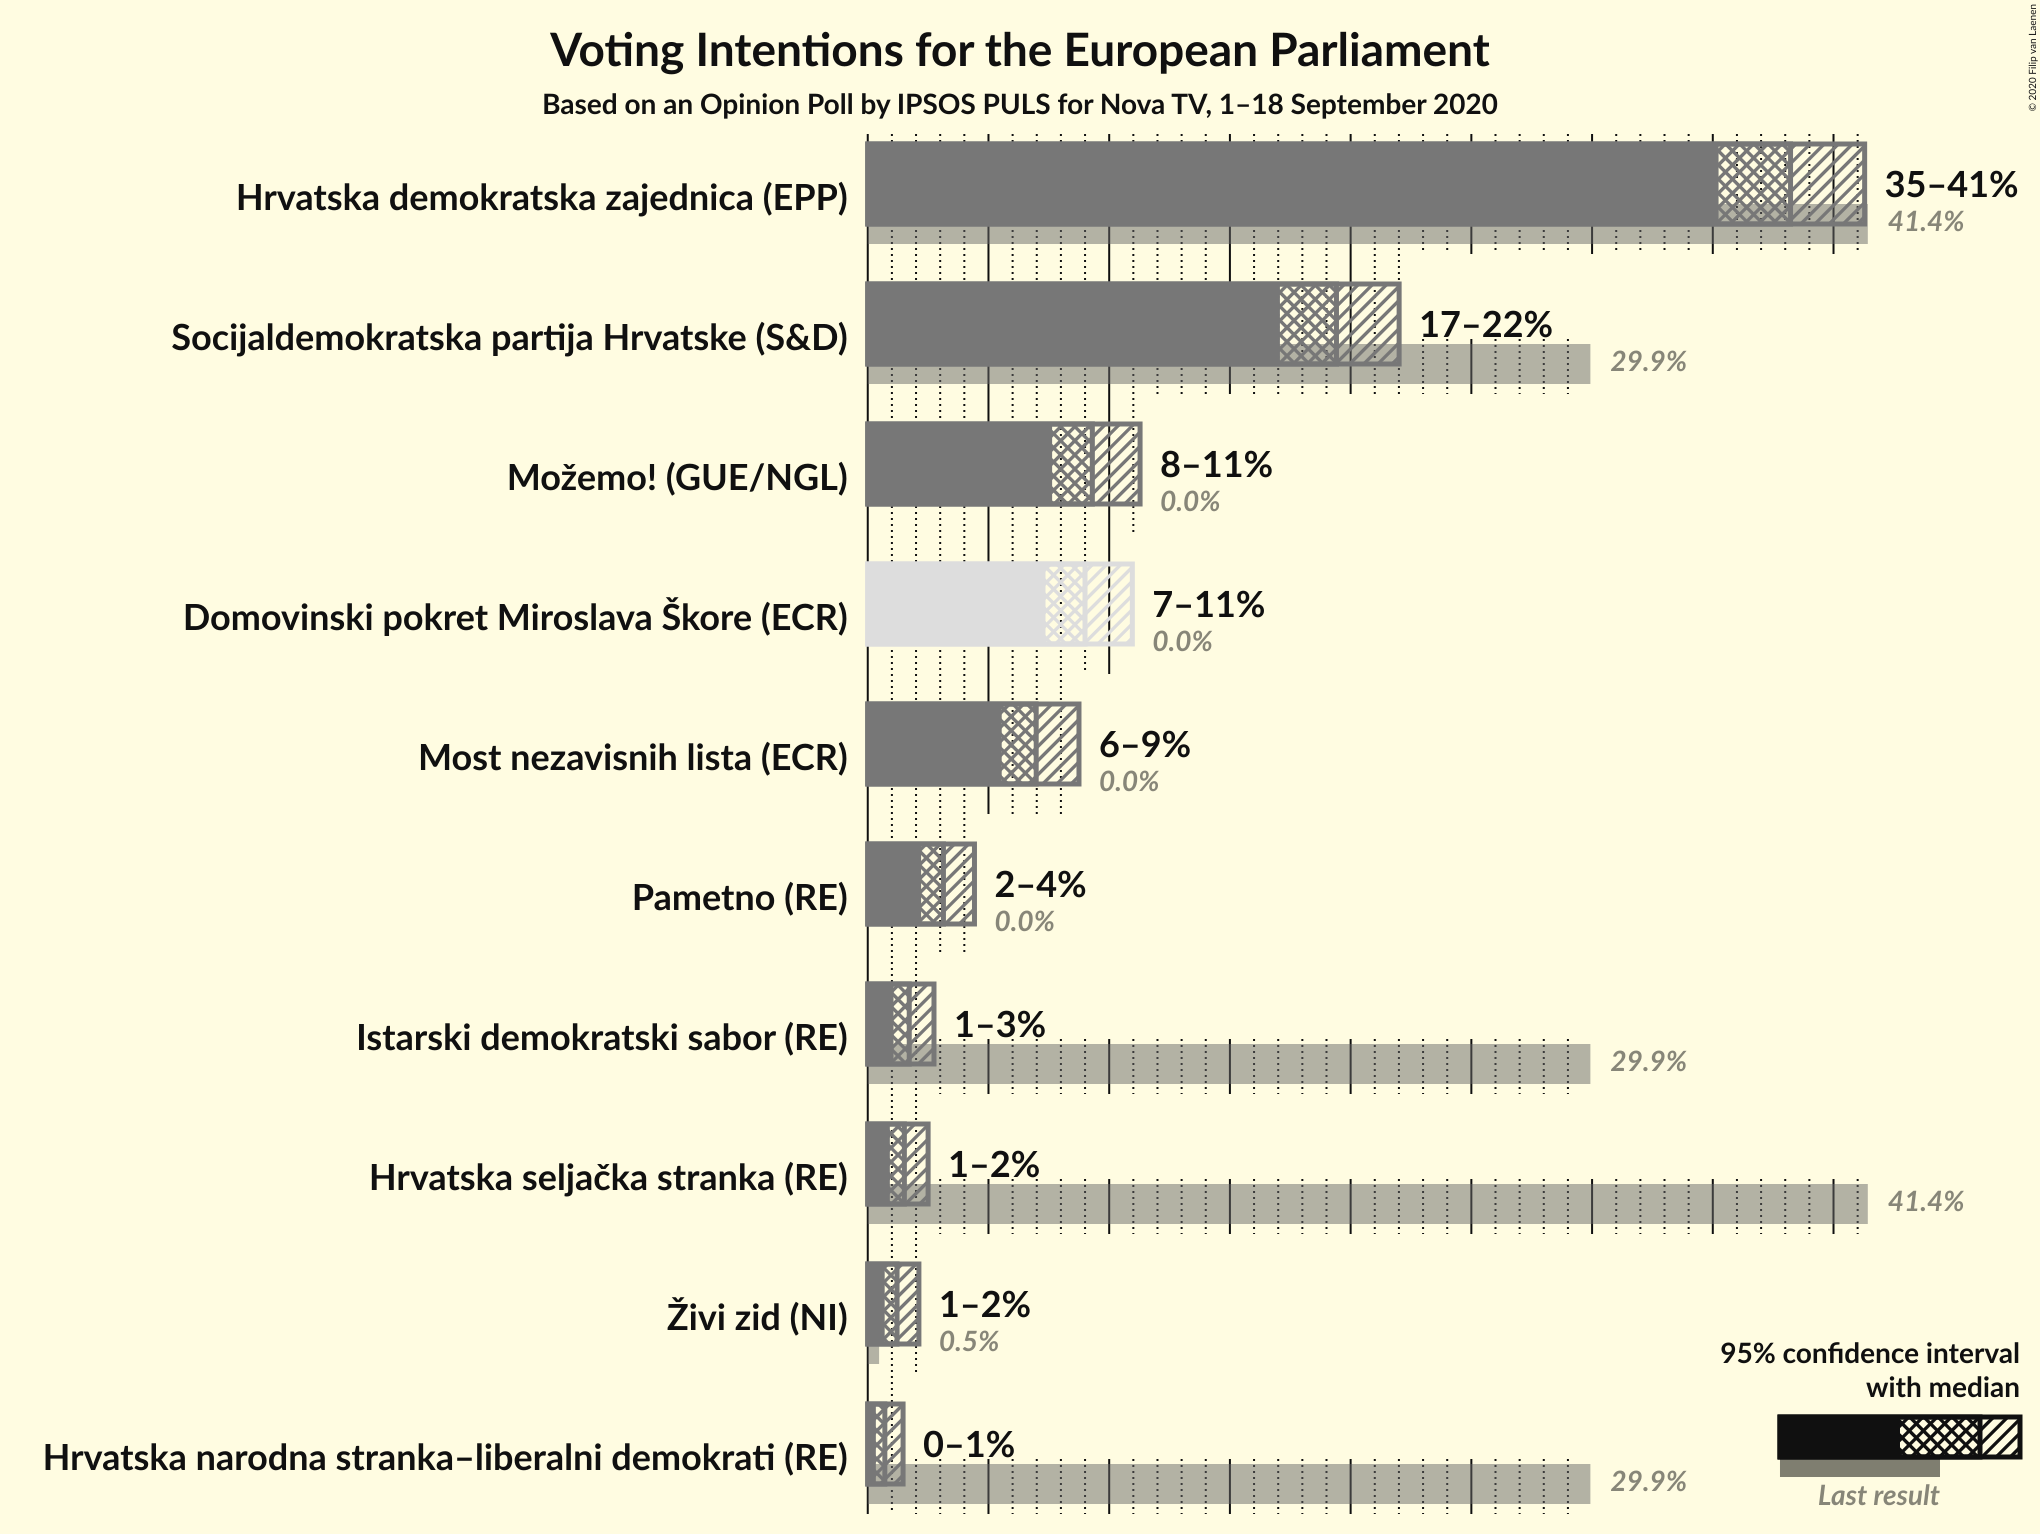 Voting Intentions for the European Parliament
Based on an Opinion Poll by IPSOS PULS for Nova TV, 1–18 September 2020
© 2020 Filip van Laenen
Hrvatska demokratska zajednica (EPP)
35–41%
41.4%
Socijaldemokratska partija Hrvatske (S&D)
17–22%
29.9%
Možemo! (GUE/NGL)
8–11%
0.0%
Domovinski pokret Miroslava Škore (ECR)
7–11%
0.0%
Most nezavisnih lista (ECR)
6–9%
0.0%
Pametno (RE)
2–4%
0.0%
Istarski demokratski sabor (RE)
1–3%
29.9%
Hrvatska seljačka stranka (RE)
1–2%
41.4%
Živi zid (NI)
1–2%
0.5%
Hrvatska narodna stranka–liberalni demokrati (RE)
0–1%
29.9%
95% confidence interval
with median
Last result